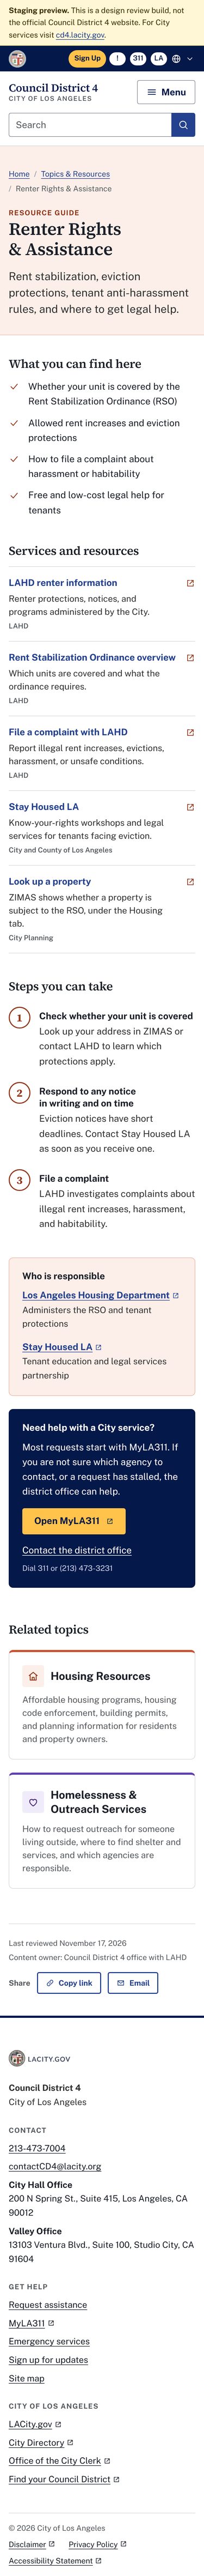 Staging preview. This is a design review build, not
the official Council District 4 website. For City
services visit cd4.lacity.gov.
Sign Up ! 311 LA
Council District 4
CITY OF LOS ANGELES
Menu
Search
Home / Topics & Resources
/ Renter Rights & Assistance
RESOURCE GUIDE
Renter Rights
& Assistance
Rent stabilization, eviction
protections, tenant anti-harassment
rules, and where to get legal help.
What you can find here
Whether your unit is covered by the
Rent Stabilization Ordinance (RSO)
Allowed rent increases and eviction
protections
How to file a complaint about
harassment or habitability
Free and low-cost legal help for
tenants
Services and resources
LAHD renter information
Renter protections, notices, and
programs administered by the City.
LAHD
Rent Stabilization Ordinance overview
Which units are covered and what the
ordinance requires.
LAHD
File a complaint with LAHD
Report illegal rent increases, evictions,
harassment, or unsafe conditions.
LAHD
Stay Housed LA
Know-your-rights workshops and legal
services for tenants facing eviction.
City and County of Los Angeles
Look up a property
ZIMAS shows whether a property is
subject to the RSO, under the Housing
tab.
City Planning
Steps you can take
1 Check whether your unit is covered
Look up your address in ZIMAS or
contact LAHD to learn which
protections apply.
2 Respond to any notice
in writing and on time
Eviction notices have short
deadlines. Contact Stay Housed LA
as soon as you receive one.
3 File a complaint
LAHD investigates complaints about
illegal rent increases, harassment,
and habitability.
Who is responsible
Los Angeles Housing Department
Administers the RSO and tenant
protections
Stay Housed LA
Tenant education and legal services
partnership
Need help with a City service?
Most requests start with MyLA311. If
you are not sure which agency to
contact, or a request has stalled, the
district office can help.
Open MyLA311
Contact the district office
Dial 311 or (213) 473-3231
Related topics
Housing Resources
Affordable housing programs, housing
code enforcement, building permits,
and planning information for residents
and property owners.
Homelessness &
Outreach Services
How to request outreach for someone
living outside, where to find shelter and
services, and which agencies are
responsible.
Last reviewed November 17, 2026
Content owner: Council District 4 office with LAHD
Share Copy link Email
LACITY.GOV
Council District 4
City of Los Angeles
CONTACT
213-473-7004
contactCD4@lacity.org
City Hall Office
200 N Spring St., Suite 415, Los Angeles, CA
90012
Valley Office
13103 Ventura Blvd., Suite 100, Studio City, CA
91604
GET HELP
Request assistance
MyLA311
Emergency services
Sign up for updates
Site map
CITY OF LOS ANGELES
LACity.gov
City Directory
Office of the City Clerk
Find your Council District
© 2026 City of Los Angeles
Disclaimer Privacy Policy
Accessibility Statement